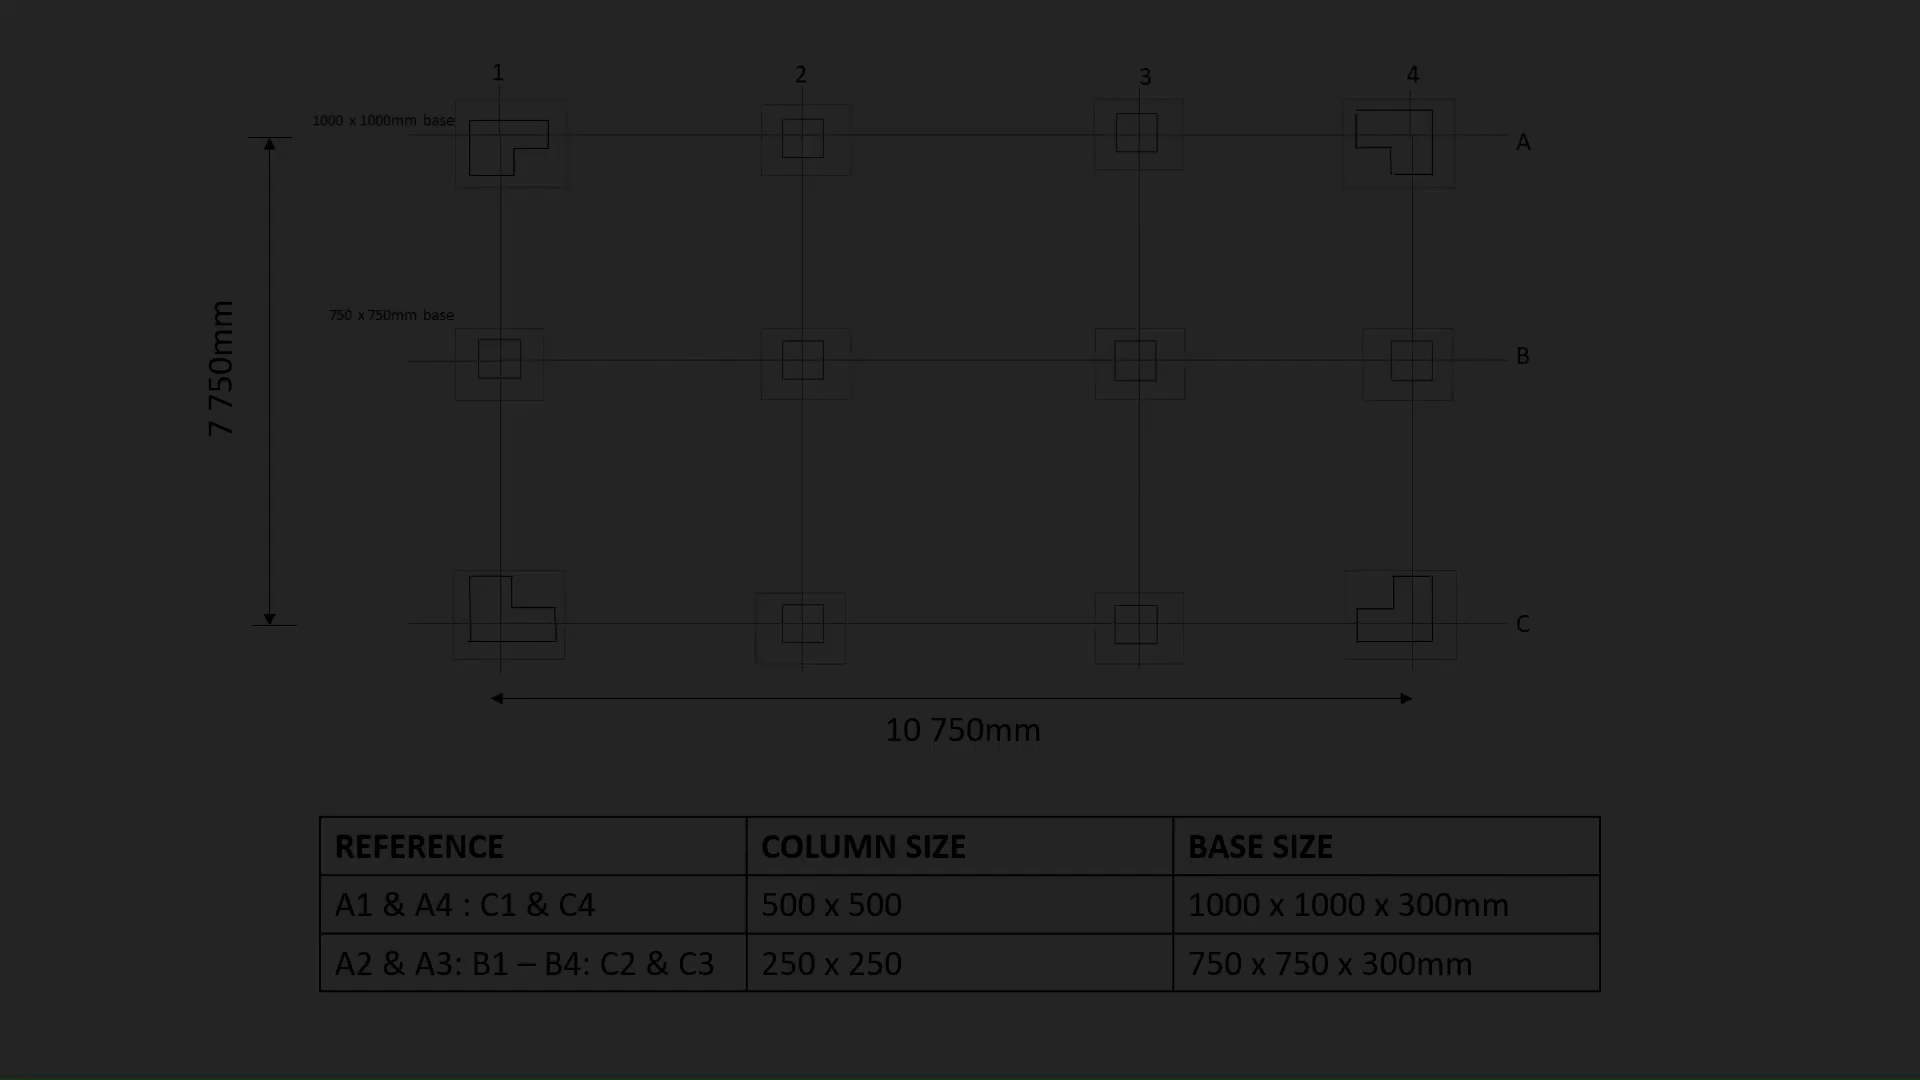 1 2 3 4
1000 x 1000mm base
A
750 x 750mm base
7 750mm
B
C
10 750mm
REFERENCE COLUMN SIZE BASE SIZE
A1 & A4 : C1 & C4 500 x 500 1000 x 1000 x 300mm
A2 & A3: B1 – B4: C2 & C3 250 x 250 750 x 750 x 300mm